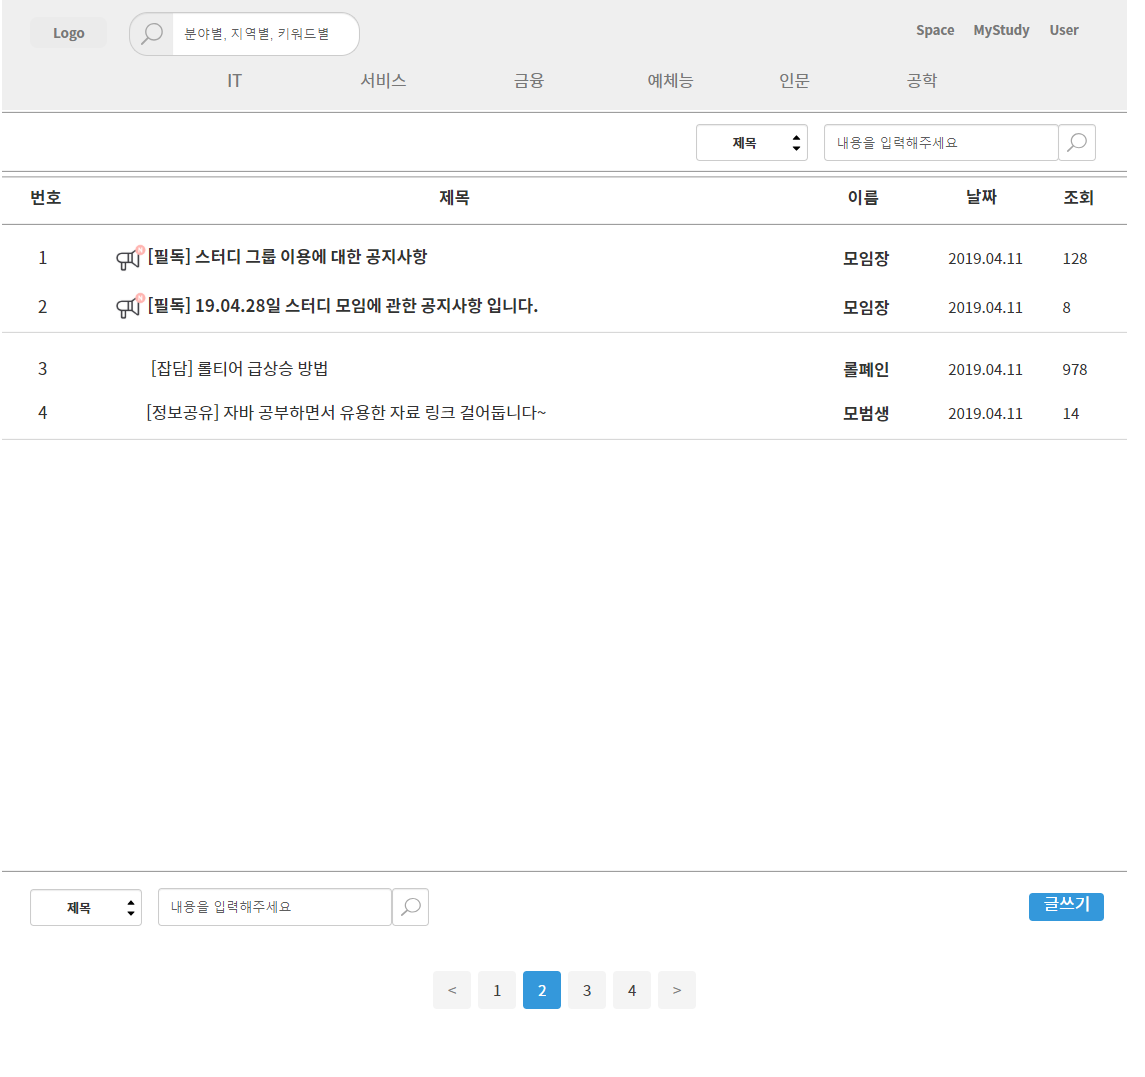 Logo
분야별, 지역별, 키워드별
Space MyStudy User
IT 서비스 금융 예체능 인문 공학
제목 내용을 입력해주세요
번호 제목 이름 날짜 조회
1 [필독] 스터디 그룹 이용에 대한 공지사항 모임장 2019.04.11 128
2 [필독] 19.04.28일 스터디 모임에 관한 공지사항 입니다. 모임장 2019.04.11 8
3 [잡담] 롤티어 급상승 방법 롤폐인 2019.04.11 978
4 [정보공유] 자바 공부하면서 유용한 자료 링크 걸어둡니다~ 모범생 2019.04.11 14
제목 내용을 입력해주세요 글쓰기
< 1 2 3 4 >